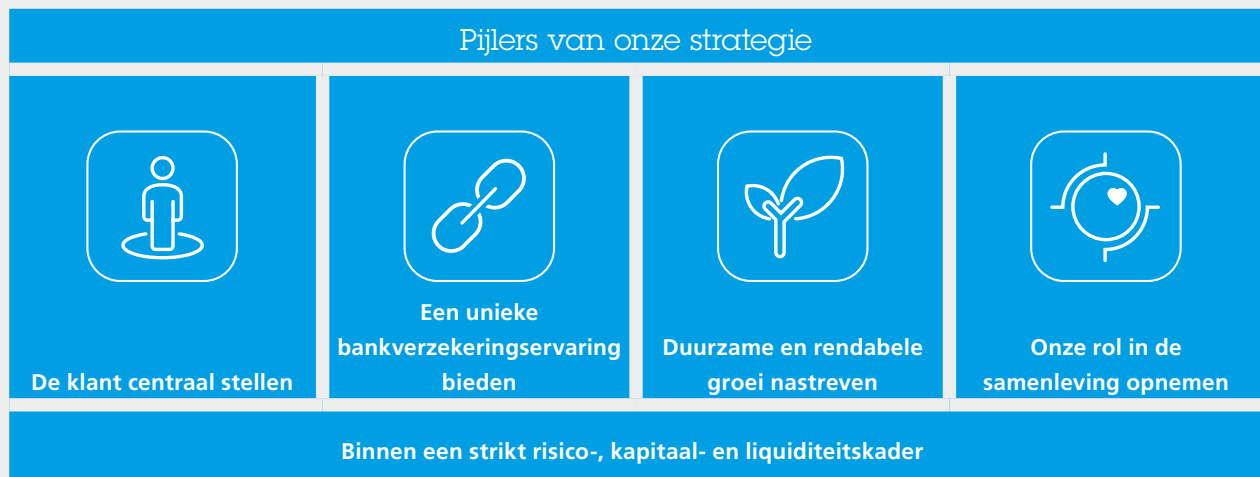 Pijlers van onze strategie
De klant centraal stellen
Een unieke
bankverzekeringservaring
bieden
Duurzame en rendabele
groei nastreven
Onze rol in de
samenleving opnemen
Binnen een strikt risico-, kapitaal- en liquiditeitskader